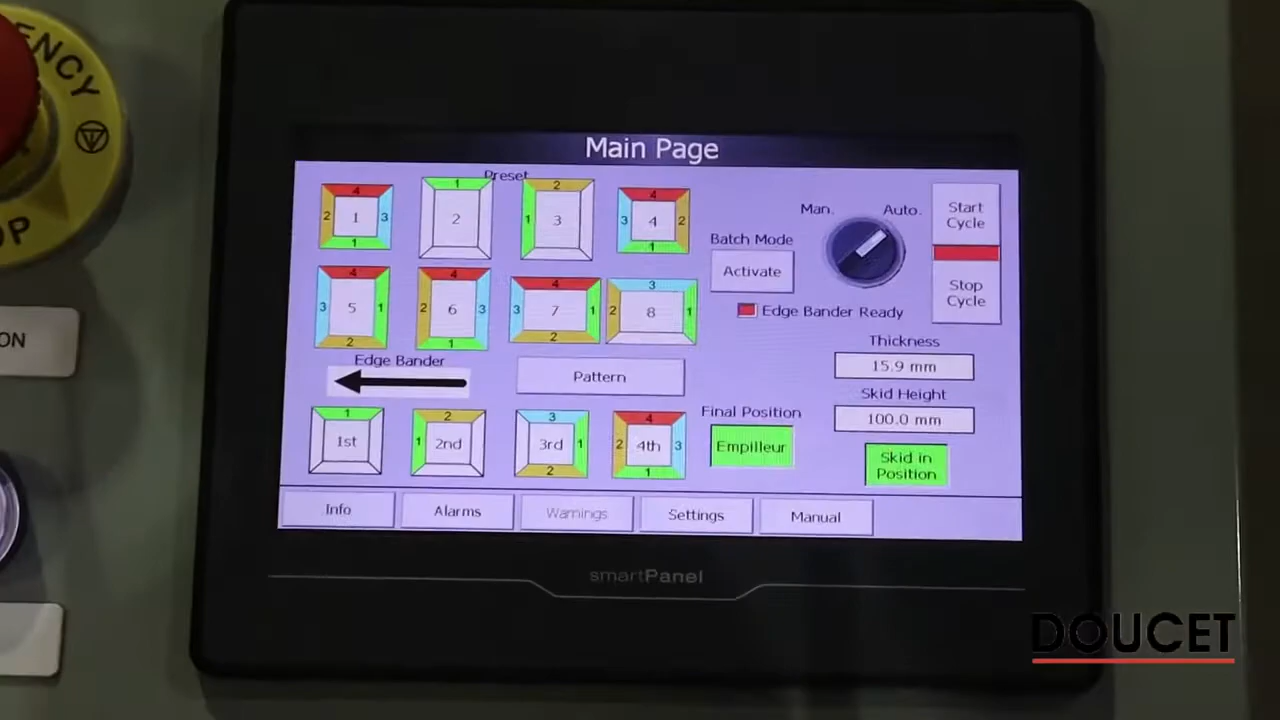 ENCY
OP
ON
Main Page
Preset
4
2 1 3
1
1
2
2
1 3
4
3 4 2
1
4
3 5 1
2
4
2 6 3
1
4
3 7 1
2
3
2 8 1
Man. Auto.
Batch Mode
Activate
Edge Bander Ready
Start
Cycle
Stop
Cycle
Thickness
15.9 mm
Skid Height
100.0 mm
Edge Bander
Pattern
1
1st
2
1 2nd
3
3rd 1
2
4
2 4th 3
1
Final Position
Empilleur
Skid in
Position
Info Alarms Warnings Settings Manual
smartPanel
DOUCET